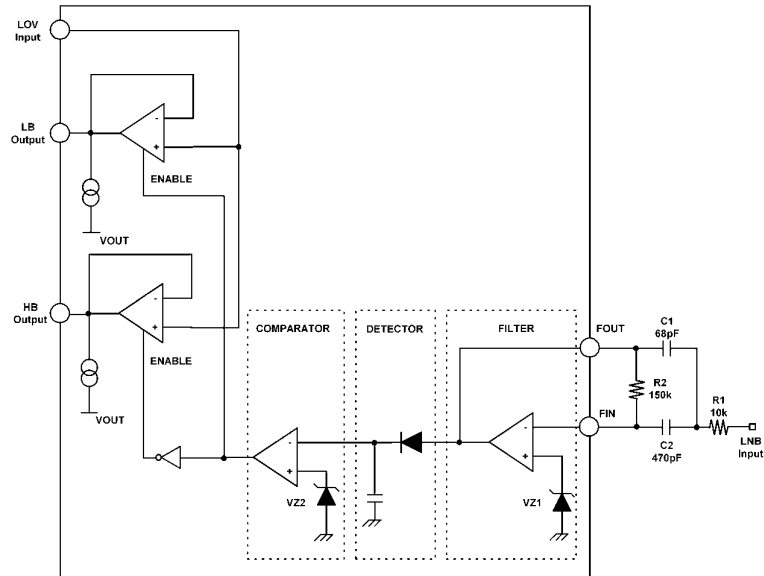 LOV
Input
-
+
LB
Output
ENABLE
VOUT
-
+
HB
Output
ENABLE
VOUT
COMPARATOR
DETECTOR
FILTER
FOUT
C1
68pF
R2
150k
R1
10k
FIN
C2
470pF
LNB
Input
-
+
VZ2
-
+
VZ1